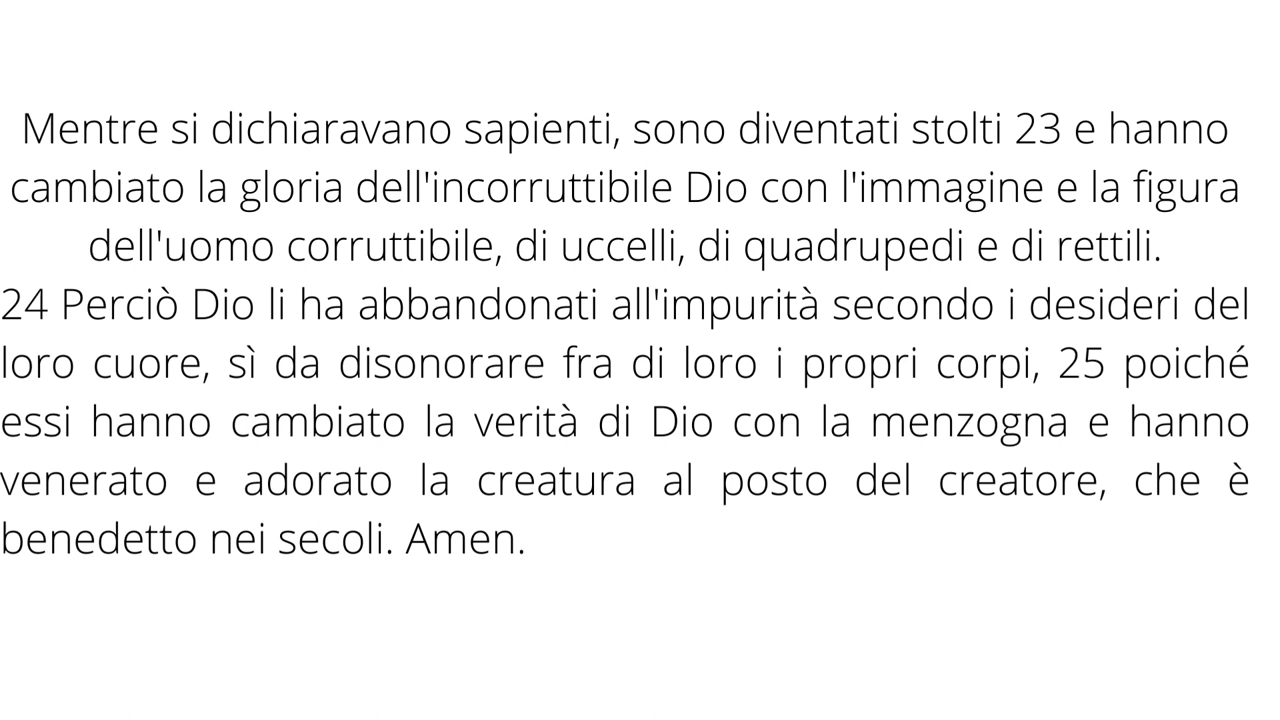 Mentre si dichiaravano sapienti, sono diventati stolti 23 e hanno
cambiato la gloria dell'incorruttibile Dio con l'immagine e la figura
dell'uomo corruttibile, di uccelli, di quadrupedi e di rettili.
24 Perciò Dio li ha abbandonati all'impurità secondo i desideri del
loro cuore, sì da disonorare fra di loro i propri corpi, 25 poiché
essi hanno cambiato la verità di Dio con la menzogna e hanno
venerato e adorato la creatura al posto del creatore, che è
benedetto nei secoli. Amen.